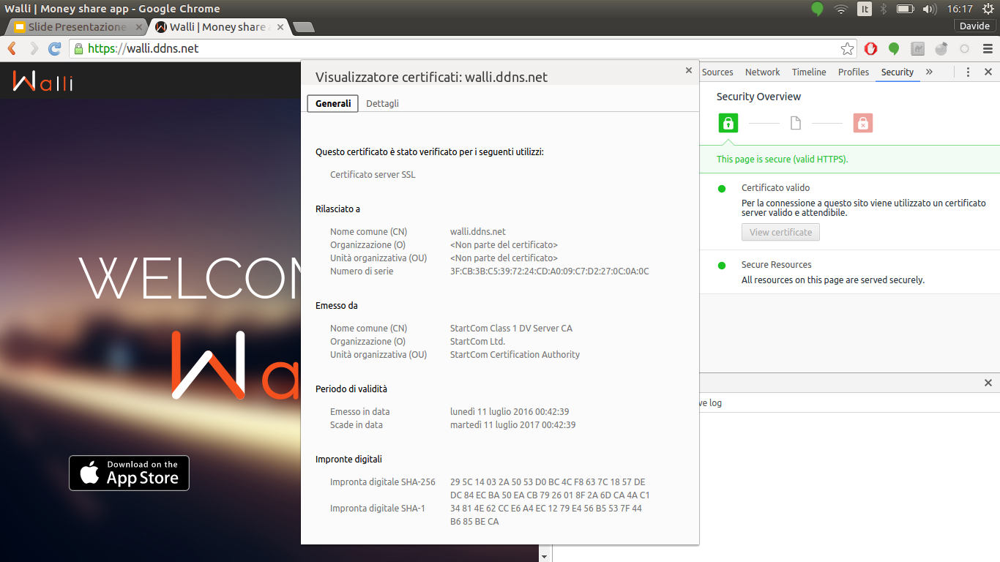 Walli | Money share app - Google Chrome
It
16:17
Slide Presentazione
Walli | Money share a
Davide
https://walli.ddns.net
Walli
WELCOM
Wa
Download on the
App Store
Visualizzatore certificati: walli.ddns.net
Generali Dettagli
Questo certificato è stato verificato per i seguenti utilizzi:
Certificato server SSL
Rilasciato a
Nome comune (CN) walli.ddns.net
Organizzazione (O) <Non parte del certificato>
Unità organizzativa (OU) <Non parte del certificato>
Numero di serie 3F:CB:3B:C5:39:72:24:CD:A0:09:C7:D2:27:0C:0A:0C
Emesso da
Nome comune (CN) StartCom Class 1 DV Server CA
Organizzazione (O) StartCom Ltd.
Unità organizzativa (OU) StartCom Certification Authority
Periodo di validità
Emesso in data lunedì 11 luglio 2016 00:42:39
Scade in data martedì 11 luglio 2017 00:42:39
Impronte digitali
Impronta digitale SHA-256 29 5C 14 03 2A 50 53 D0 BC 4C F8 63 7C 18 57 DE
DC 84 EC BA 50 EA CB 79 26 01 8F 2A 6D CA 4A C1
Impronta digitale SHA-1 34 81 4E 62 CC E6 A4 EC 12 79 E4 56 B5 53 7F 44
B6 85 BE CA
Sources Network Timeline Profiles Security
Security Overview
This page is secure (valid HTTPS).
Certificato valido
Per la connessione a questo sito viene utilizzato un certificato
server valido e attendibile.
View certificate
Secure Resources
All resources on this page are served securely.
ve log